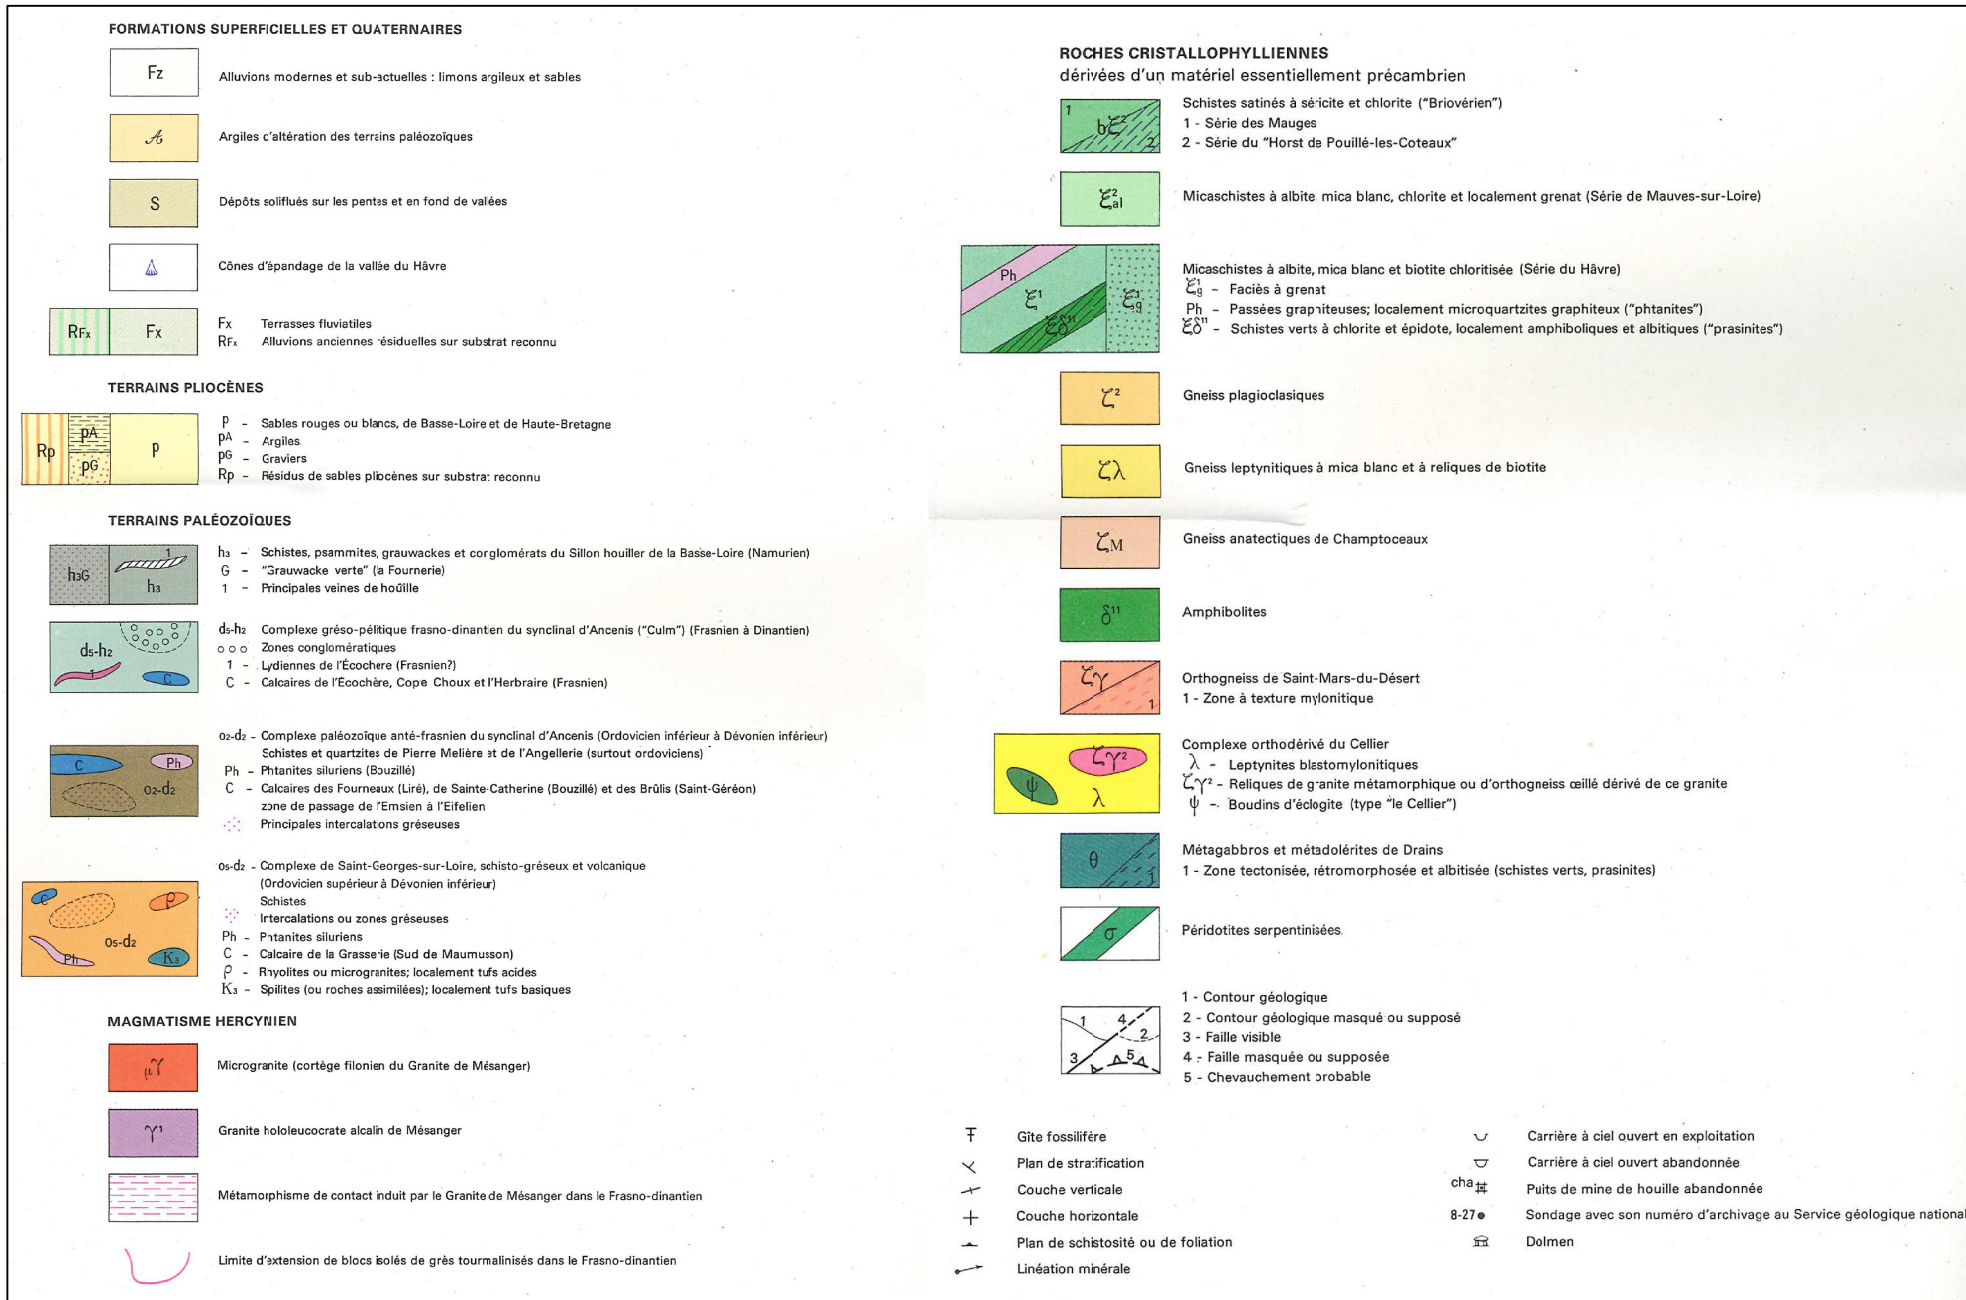 FORMATIONS SUPERFICIELLES ET QUATERNAIRES
Fz
Alluvions modernes et sub-actuelles : limons argileux et sables
A
Argiles d'altération des terrains paléozoïques
S
Dépôts soliflués sur les pentes et en fond de vallées
Cônes d'épandage de la vallée du Hâvre
RFx Fx
Fx Terrasses fluviatiles
RFx Alluvions anciennes résiduelles sur substrat reconnu
TERRAINS PLIOCÈNES
Rp pA pG p
p - Sables rouges ou blancs, de Basse-Loire et de Haute-Bretagne
pA - Argiles
pG - Graviers
Rp - Résidus de sables pliocènes sur substrat reconnu
TERRAINS PALÉOZOÏQUES
h3G 1 h3
h3 - Schistes, psammites, grauwackes et conglomérats du Sillon houiller de la Basse-Loire (Namurien)
G - "Grauwacke verte" (la Fournerie)
1 - Principales veines de houille
d5-h2 1 C
d5-h2 Complexe gréso-pélitique frasno-dinantien du synclinal d'Ancenis ("Culm") (Frasnien à Dinantien)
o o o Zones conglomératiques
1 - Lydiennes de l'Écochere (Frasnien?)
C - Calcaires de l'Écochère, Cope Choux et l'Herbraire (Frasnien)
C Ph o2-d2
o2-d2 - Complexe paléozoïque anté-frasnien du synclinal d'Ancenis (Ordovicien inférieur à Dévonien inférieur)
Schistes et quartzites de Pierre Melière et de l'Angellerie (surtout ordoviciens)
Ph - Phtanites siluriens (Bouzillé)
C - Calcaires des Fourneaux (Liré), de Sainte-Catherine (Bouzillé) et des Brûlis (Saint-Géréon)
zone de passage de l'Emsien à l'Eifelien
Principales intercalatons gréseuses
C ρ o5-d2 Ph K3
o5-d2 - Complexe de Saint-Georges-sur-Loire, schisto-gréseux et volcanique
(Ordovicien supérieur à Dévonien inférieur)
Schistes
Intercalations ou zones gréseuses
Ph - Phtanites siluriens
C - Calcaire de la Grasserie (Sud de Maumusson)
ρ - Rhyolites ou microgranites; localement tufs acides
K3 - Spilites (ou roches assimilées); localement tufs basiques
MAGMATISME HERCYNIEN
μγ
Microgranite (cortège filonien du Granite de Mésanger)
γ1
Granite hololeucocrate alcalin de Mésanger
Métamorphisme de contact induit par le Granite de Mésanger dans le Frasno-dinantien
Limite d'extension de blocs isolés de grès tourmalinisés dans le Frasno-dinantien
ROCHES CRISTALLOPHYLLIENNES
dérivées d'un matériel essentiellement précambrien
1 bξ2 2
Schistes satinés à séricite et chlorite ("Briovérien")
1 - Série des Mauges
2 - Série du "Horst de Pouillé-les-Coteaux"
ξ2al
Micaschistes à albite mica blanc, chlorite et localement grenat (Série de Mauves-sur-Loire)
Ph ξ1 ξδ11 ξ1g
Micaschistes à albite, mica blanc et biotite chloritisée (Série du Hâvre)
ξ1g - Faciès à grenat
Ph - Passées graphiteuses; localement microquartzites graphiteux ("phtanites")
ξδ11 - Schistes verts à chlorite et épidote, localement amphiboliques et albitiques ("prasinites")
ζ2
Gneiss plagioclasiques
ζλ
Gneiss leptynitiques à mica blanc et à reliques de biotite
ζM
Gneiss anatectiques de Champtoceaux
δ11
Amphibolites
ζγ 1
Orthogneiss de Saint-Mars-du-Désert
1 - Zone à texture mylonitique
ψ ζγ2 λ
Complexe orthodérivé du Cellier
λ - Leptynites blastomylonitiques
ζγ2 - Reliques de granite métamorphique ou d'orthogneiss œillé dérivé de ce granite
ψ - Boudins d'éclogite (type "le Cellier")
θ 1
Métagabbros et métadolérites de Drains
1 - Zone tectonisée, rétromorphosée et albitisée (schistes verts, prasinites)
σ
Péridotites serpentinisées
1 4 2 3 5
1 - Contour géologique
2 - Contour géologique masqué ou supposé
3 - Faille visible
4 - Faille masquée ou supposée
5 - Chevauchement probable
Gîte fossilifère
Plan de stratification
Couche verticale
Couche horizontale
Plan de schistosité ou de foliation
Linéation minérale
Carrière à ciel ouvert en exploitation
Carrière à ciel ouvert abandonnée
cha Puits de mine de houille abandonnée
8-27 Sondage avec son numéro d'archivage au Service géologique national
Dolmen